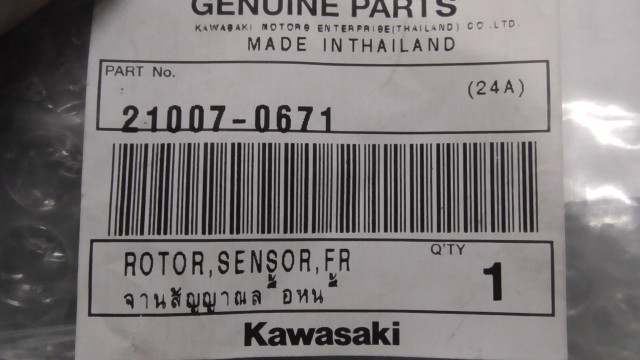 GENUINE PARTS
KAWASAKI MOTORS ENTERPRISE(THAILAND) CO.,LTD.
MADE INTHAILAND
PART No.
(24A)
21007-0671
ROTOR,SENSOR,FR
Q'TY
1
จานสัญญาณล้อหน้
Kawasaki